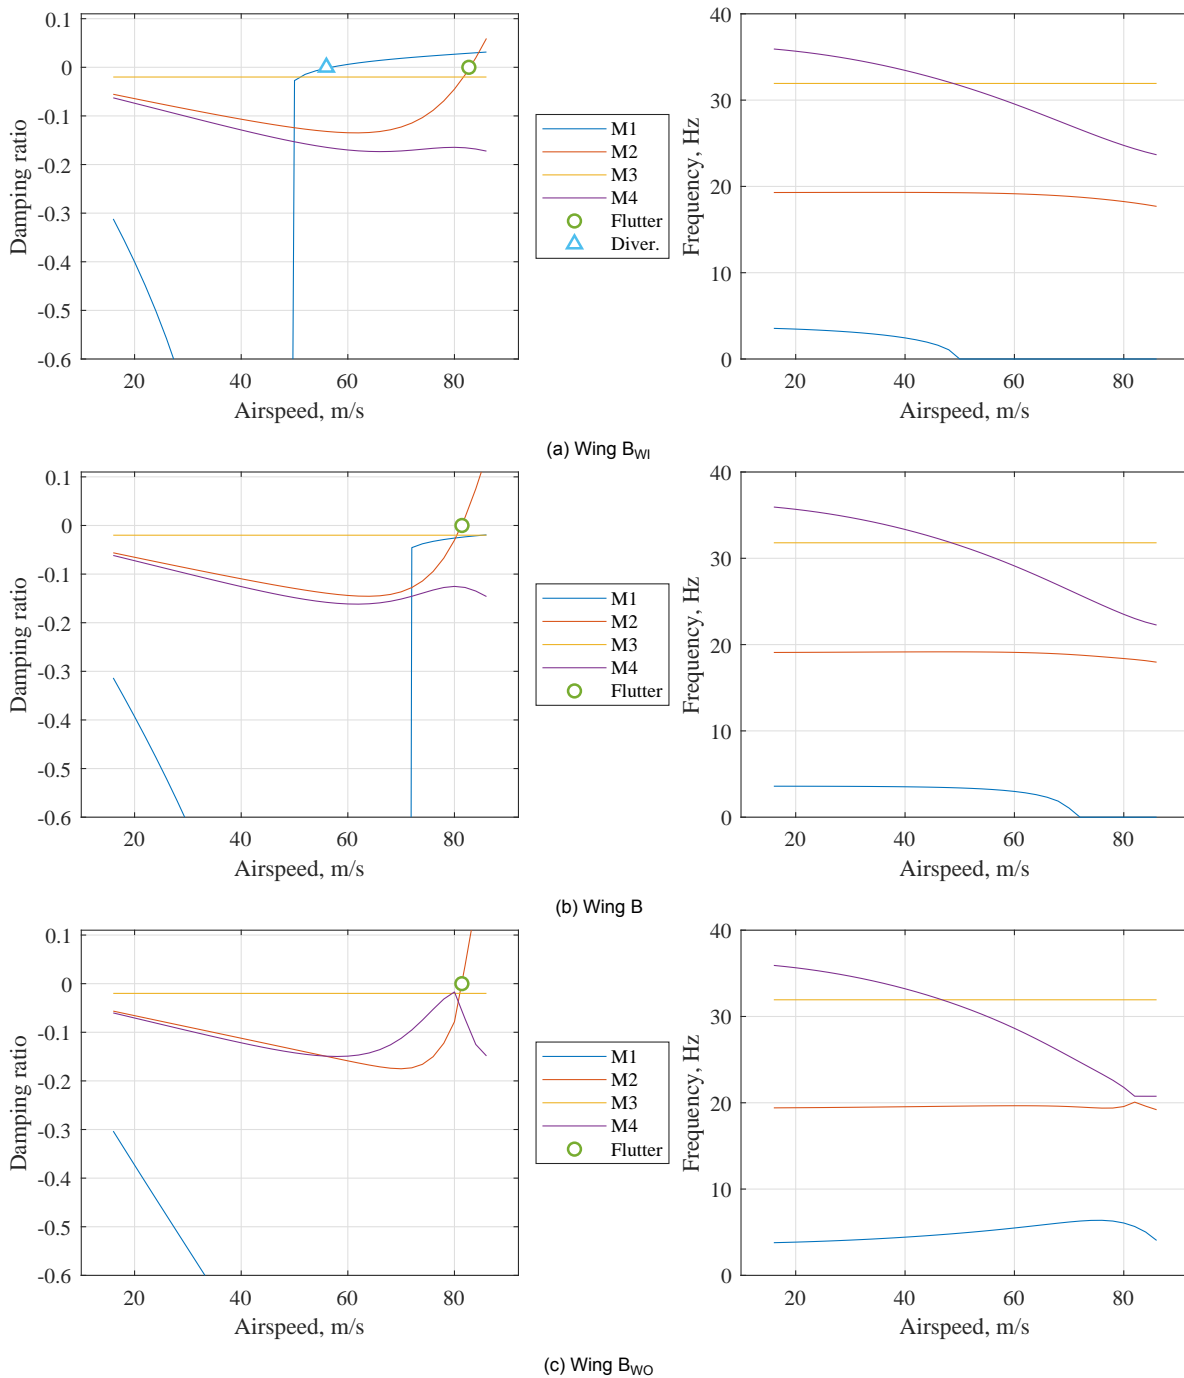 0.1
0
-0.1
-0.2
-0.3
-0.4
-0.5
-0.6
Damping ratio
20 40 60 80
Airspeed, m/s
M1
M2
M3
M4
Flutter
Diver.
40
30
20
10
0
Frequency, Hz
20 40 60 80
Airspeed, m/s
(a) Wing BWI
0.1
0
-0.1
-0.2
-0.3
-0.4
-0.5
-0.6
Damping ratio
20 40 60 80
Airspeed, m/s
M1
M2
M3
M4
Flutter
40
30
20
10
0
Frequency, Hz
20 40 60 80
Airspeed, m/s
(b) Wing B
0.1
0
-0.1
-0.2
-0.3
-0.4
-0.5
-0.6
Damping ratio
20 40 60 80
Airspeed, m/s
M1
M2
M3
M4
Flutter
40
30
20
10
0
Frequency, Hz
20 40 60 80
Airspeed, m/s
(c) Wing BWO